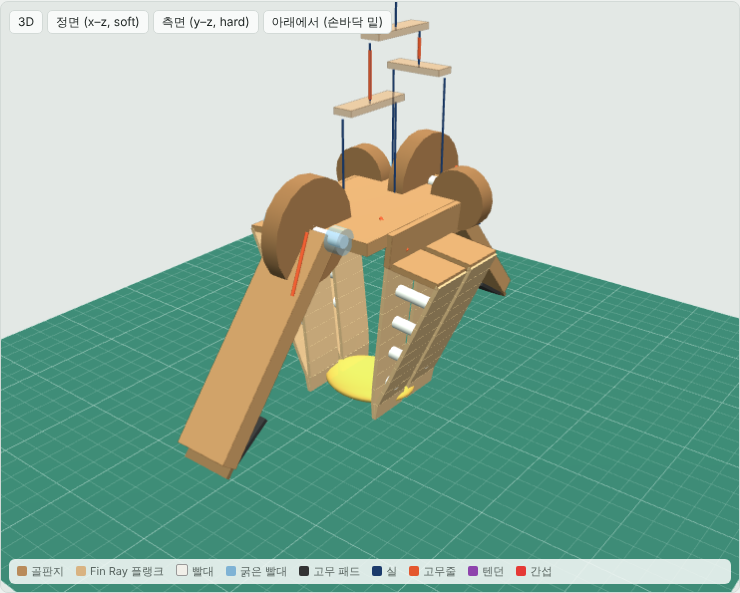 3D 정면 (x–z, soft) 측면 (y–z, hard) 아래에서 (손바닥 밑)
골판지 Fin Ray 플랭크 빨대 굵은 빨대 고무 패드 실 고무줄 텐던 간섭